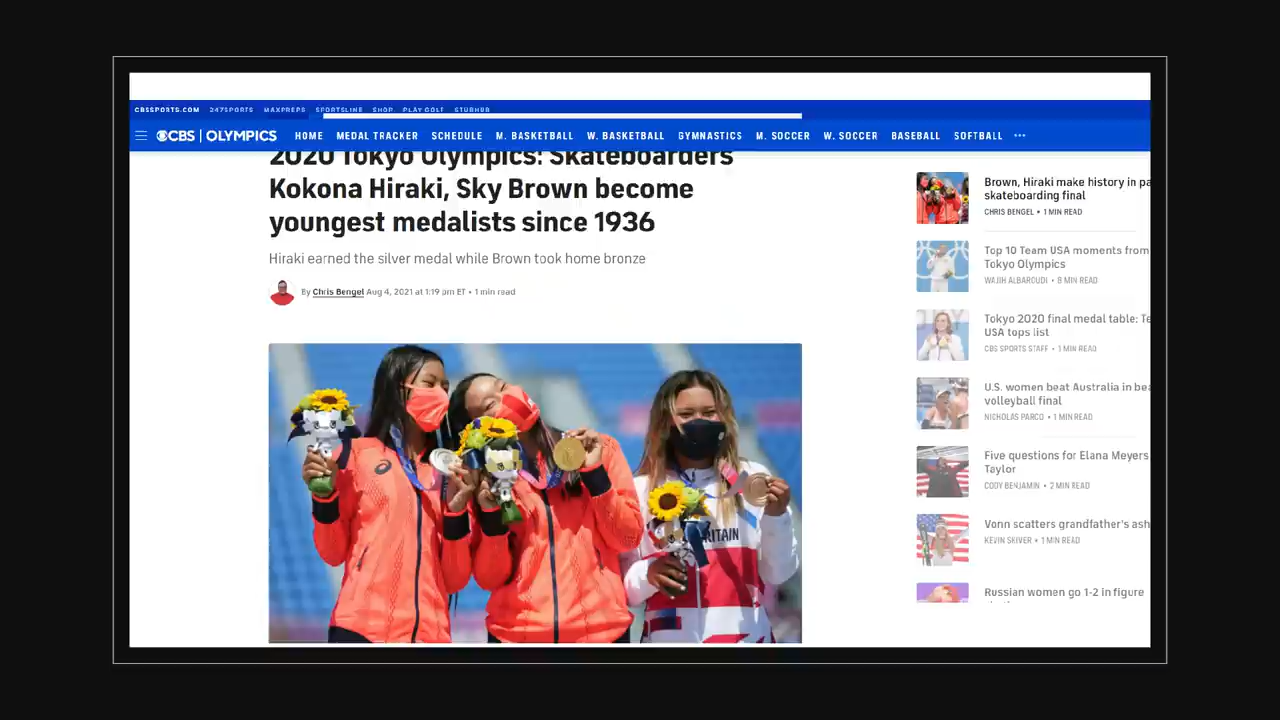 CBSSPORTS.COM 247SPORTS MAXPREPS SPORTSLINE SHOP PLAY GOLF STUBHUB
CBS | OLYMPICS HOME MEDAL TRACKER SCHEDULE M. BASKETBALL W. BASKETBALL GYMNASTICS M. SOCCER W. SOCCER BASEBALL SOFTBALL ···
2020 Tokyo Olympics: Skateboarders
Kokona Hiraki, Sky Brown become
youngest medalists since 1936
Hiraki earned the silver medal while Brown took home bronze
By Chris Bengel Aug 4, 2021 at 1:19 pm ET • 1 min read
RITAIN
Brown, Hiraki make history in pa
skateboarding final
CHRIS BENGEL • 1 MIN READ
Top 10 Team USA moments from
Tokyo Olympics
WAJIH ALBAROUDI • 8 MIN READ
Tokyo 2020 final medal table: Te
USA tops list
CBS SPORTS STAFF • 1 MIN READ
U.S. women beat Australia in bea
volleyball final
NICHOLAS PARCO • 1 MIN READ
Five questions for Elana Meyers
Taylor
CODY BENJAMIN • 2 MIN READ
Vonn scatters grandfather's ash
KEVIN SKIVER • 1 MIN READ
Russian women go 1-2 in figure